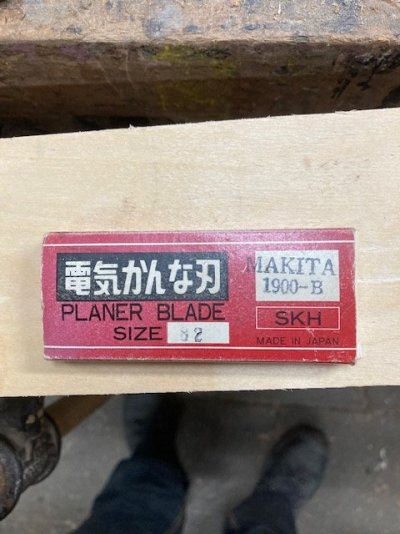 電気かんな刃
PLANER BLADE
SIZE 82
MAKITA
1900-B
SKH
MADE IN JAPAN